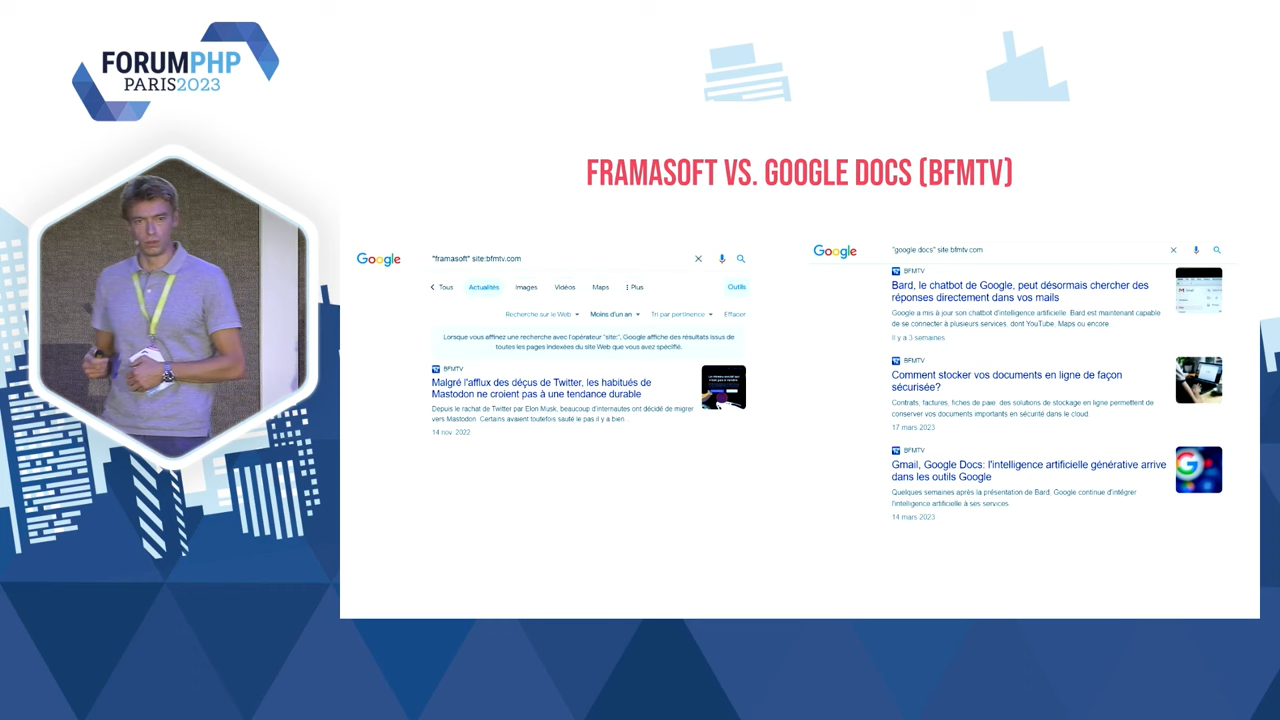 FORUMPHP
PARIS2023
FRAMASOFT VS. GOOGLE DOCS (BFMTV)
Google
"framasoft" site:bfmtv.com
Tous
Actualités
Images
Vidéos
Maps
Plus
Outils
Recherche sur le Web
Moins d'un an
Tri par pertinence
Effacer
Lorsque vous affinez une recherche avec l'opérateur "site:", Google affiche des résultats issus de
toutes les pages indexées du site Web que vous avez spécifié.
BFMTV
Malgré l'afflux des déçus de Twitter, les habitués de
Mastodon ne croient pas à une tendance durable
Depuis le rachat de Twitter par Elon Musk, beaucoup d'internautes ont décidé de migrer
vers Mastodon. Certains avaient toutefois sauté le pas il y a bien...
14 nov. 2022
Google
"google docs" site:bfmtv.com
BFMTV
Bard, le chatbot de Google, peut désormais chercher des
réponses directement dans vos mails
Google a mis à jour son chatbot d'intelligence artificielle. Bard est maintenant capable
de se connecter à plusieurs services, dont YouTube, Maps ou encore...
Il y a 3 semaines
BFMTV
Comment stocker vos documents en ligne de façon
sécurisée?
Contrats, factures, fiches de paie: des solutions de stockage en ligne permettent de
conserver vos documents importants en sécurité dans le cloud.
17 mars 2023
BFMTV
Gmail, Google Docs: l'intelligence artificielle générative arrive
dans les outils Google
Quelques semaines après la présentation de Bard, Google continue d'intégrer
l'intelligence artificielle à ses services.
14 mars 2023